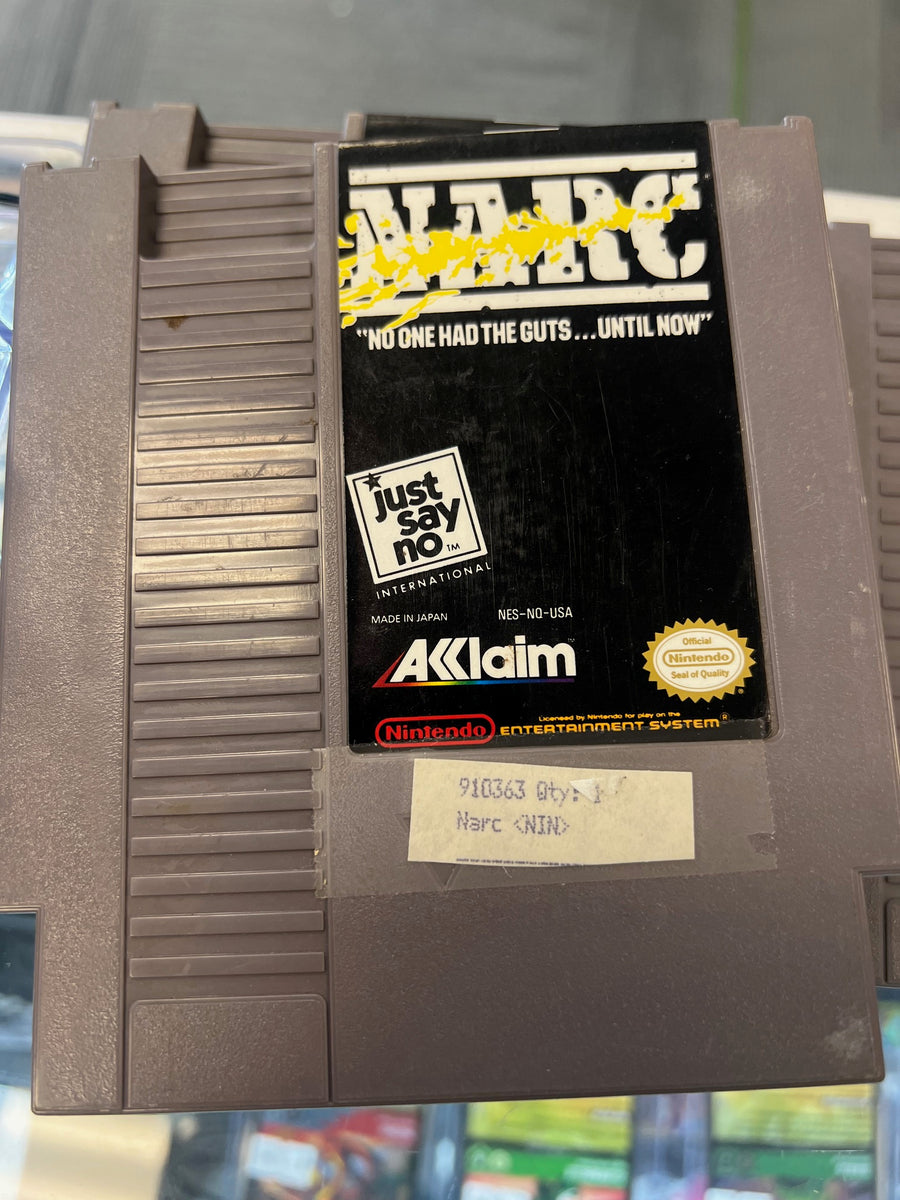 NARC
"NO ONE HAD THE GUTS...UNTIL NOW"
just
say
no ™
INTERNATIONAL
MADE IN JAPAN NES-NQ-USA
AKKlaim™
Official
Nintendo
Seal of Quality
®
Licensed by Nintendo for play on the
Nintendo ENTERTAINMENT SYSTEM®
910363 Qty: 1
Narc <NIN>